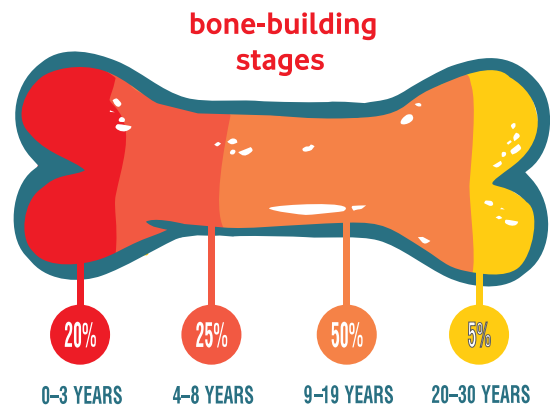 bone-building
stages
20% 25% 50% 5%
0–3 YEARS 4–8 YEARS 9–19 YEARS 20–30 YEARS